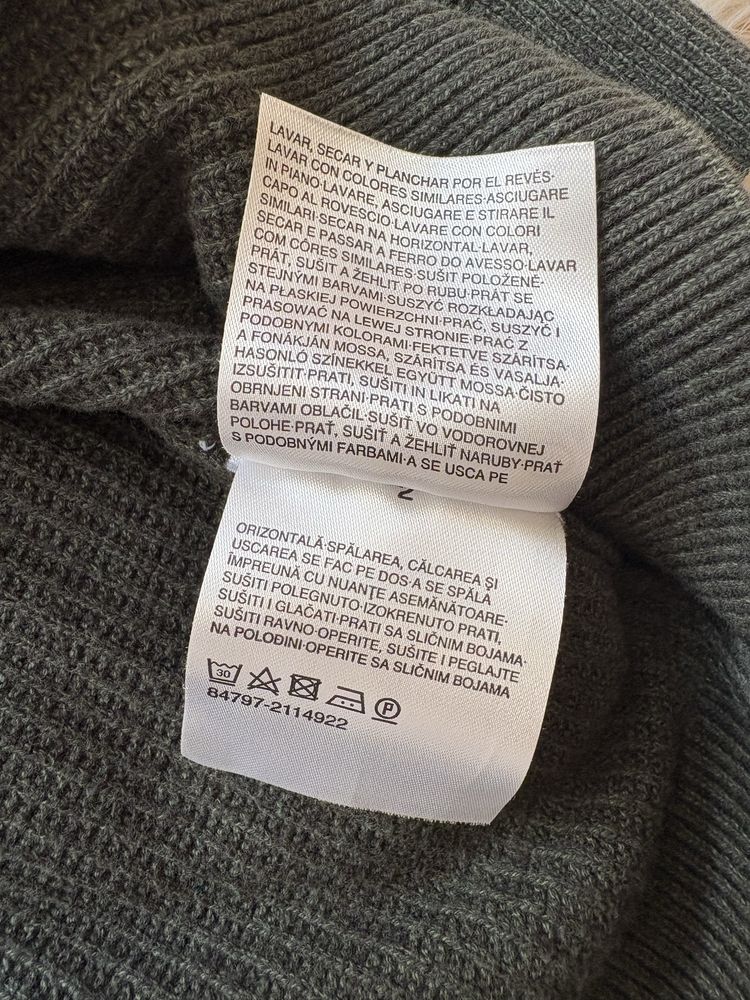 LAVAR, SECAR Y PLANCHAR POR EL REVÉS·
LAVAR CON COLORES SIMILARES·ASCIUGARE
IN PIANO·LAVARE, ASCIUGARE E STIRARE IL
CAPO AL ROVESCIO·LAVARE CON COLORI
SIMILARI·SECAR NA HORIZONTAL·LAVAR,
SECAR E PASSAR A FERRO DO AVESSO·LAVAR
COM CÔRES SIMILARES·SUŠIT POLOŽENÉ·
PRÁT, SUŠIT A ŽEHLIT PO RUBU·PRÁT SE
STEJNÝMI BARVAMI·SUSZYĆ ROZKŁADAJĄC
NA PŁASKIEJ POWIERZCHNI·PRAĆ, SUSZYĆ I
PRASOWAĆ NA LEWEJ STRONIE·PRAĆ Z
PODOBNYMI KOLORAMI·FEKTETVE SZÁRÍTSA·
A FONÁKJÁN MOSSA, SZÁRÍTSA ÉS VASALJA·
HASONLÓ SZÍNEKKEL EGYÜTT MOSSA·ČISTO
IZSUŠITI·PRATI, SUŠITI IN LIKATI NA
OBRNJENI STRANI·PRATI S PODOBNIMI
BARVAMI OBLAČIL·SUŠIŤ VO VODOROVNEJ
POLOHE·PRAŤ, SUŠIŤ A ŽEHLIŤ NARUBY·PRAŤ
S PODOBNÝMI FARBAMI·A SE USCA PE
2
ORIZONTALĂ·SPĂLAREA, CĂLCAREA ŞI
USCAREA SE FAC PE DOS·A SE SPĂLA
ÎMPREUNĂ CU NUANŢE ASEMĂNĂTOARE·
SUŠITI POLEGNUTO·IZOKRENUTO PRATI,
SUŠITI I GLAČATI·PRATI SA SLIČNIM BOJAMA·
SUŠITI RAVNO·OPERITE, SUŠITE I PEGLAJTE
NA POLOĐINI·OPERITE SA SLIČNIM BOJAMA
30 P
84797-2114922